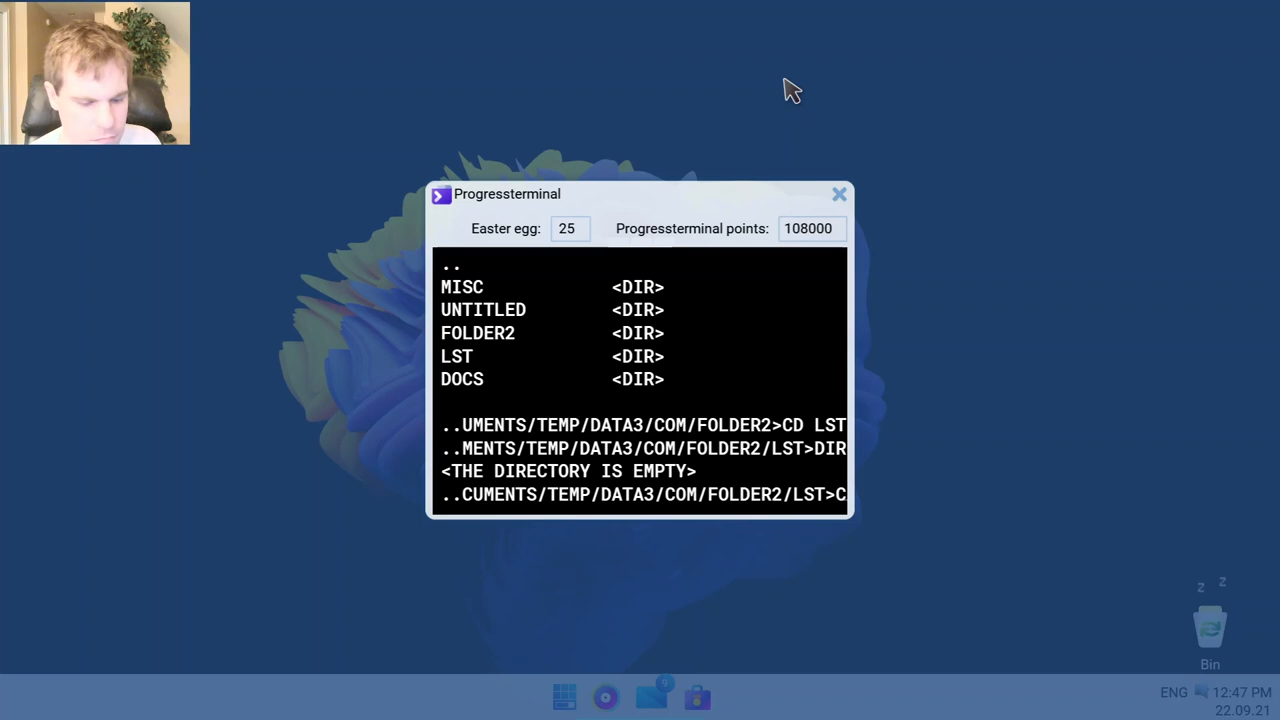 Progressterminal
Easter egg: 25 Progressterminal points: 108000
..
MISC <DIR>
UNTITLED <DIR>
FOLDER2 <DIR>
LST <DIR>
DOCS <DIR>
..UMENTS/TEMP/DATA3/COM/FOLDER2>CD LST
..MENTS/TEMP/DATA3/COM/FOLDER2/LST>DIR
<THE DIRECTORY IS EMPTY>
..CUMENTS/TEMP/DATA3/COM/FOLDER2/LST>C
z z
Bin
9
ENG 12:47 PM
22.09.21